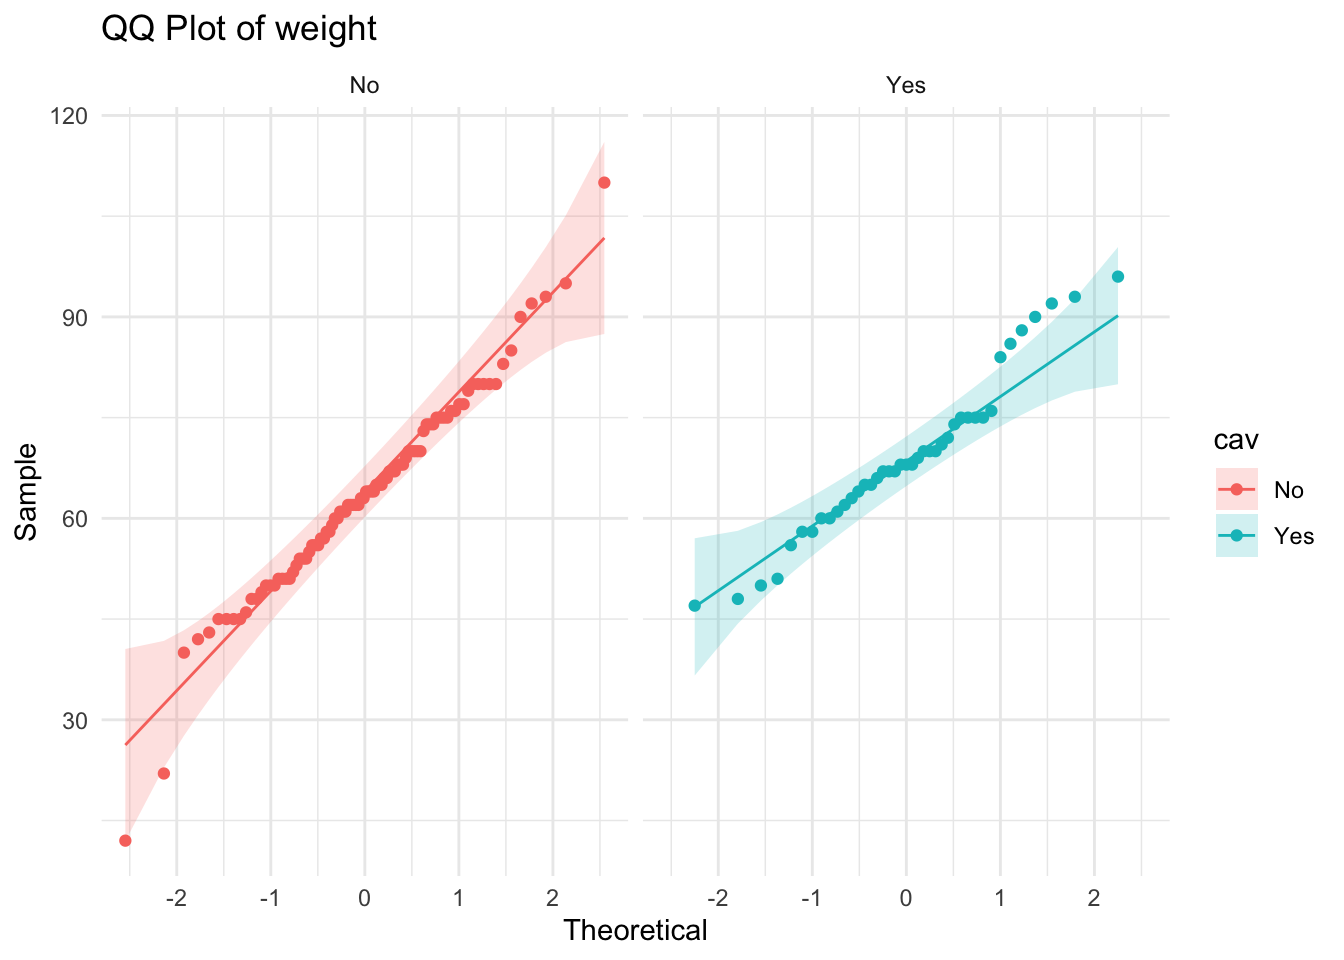 QQ Plot of weight
No
Yes
120
90
60
30
Sample
-2 -1 0 1 2
-2 -1 0 1 2
Theoretical
cav
No
Yes